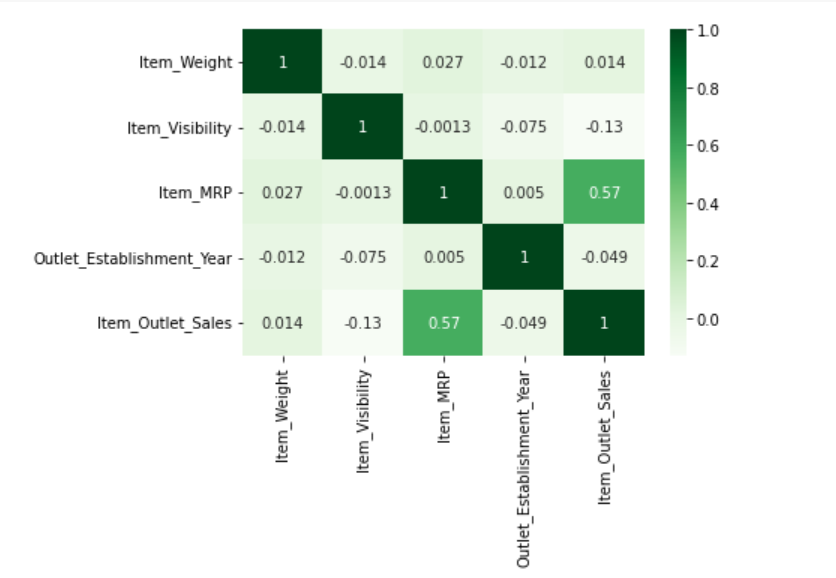 1.0
Item_Weight 1 -0.014 0.027 -0.012 0.014
0.8
Item_Visibility -0.014 1 -0.0013 -0.075 -0.13
0.6
Item_MRP 0.027 -0.0013 1 0.005 0.57
0.4
Outlet_Establishment_Year -0.012 -0.075 0.005 1 -0.049
0.2
Item_Outlet_Sales 0.014 -0.13 0.57 -0.049 1
0.0
Item_Weight
Item_Visibility
Item_MRP
Outlet_Establishment_Year
Item_Outlet_Sales